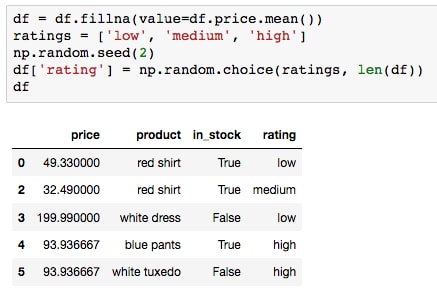 df = df.fillna(value=df.price.mean())
ratings = ['low', 'medium', 'high']
np.random.seed(2)
df['rating'] = np.random.choice(ratings, len(df))
df
price product in_stock rating
0 49.330000 red shirt True low
2 32.490000 red shirt True medium
3 199.990000 white dress False low
4 93.936667 blue pants True high
5 93.936667 white tuxedo False high